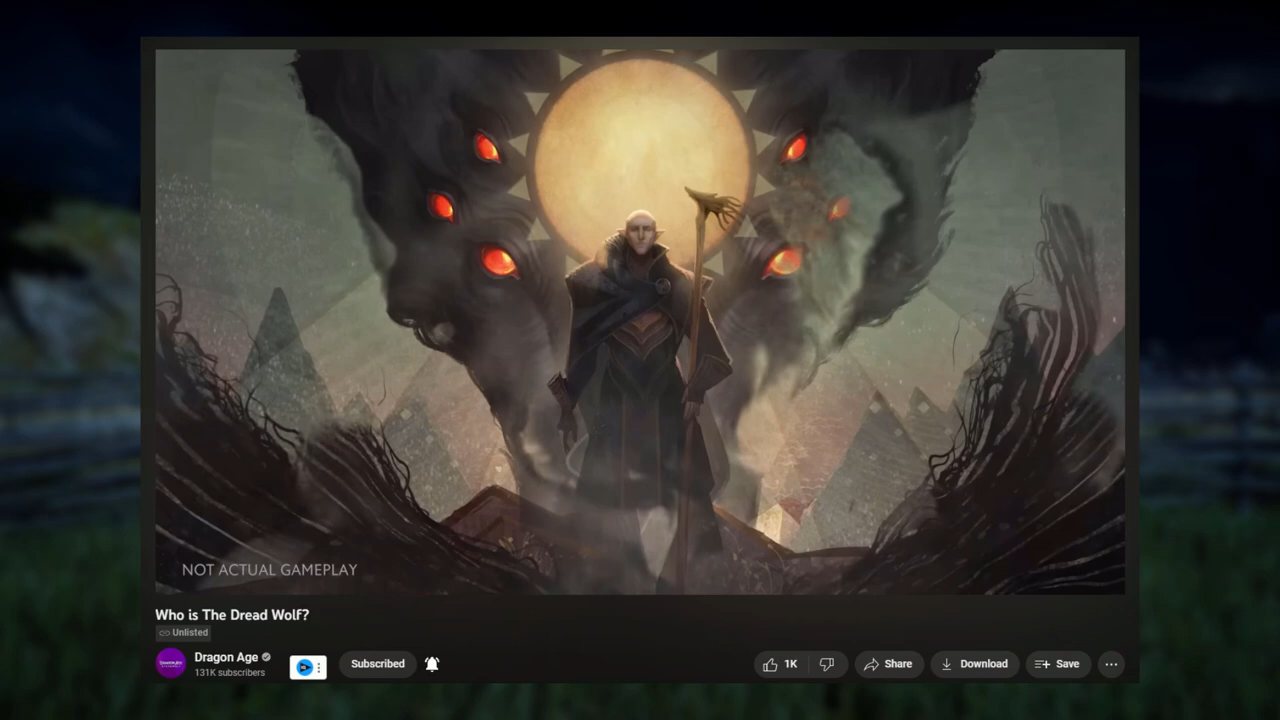 NOT ACTUAL GAMEPLAY
Who is The Dread Wolf?
Unlisted
Dragon Age
131K subscribers
Subscribed
1K
Share
Download
Save